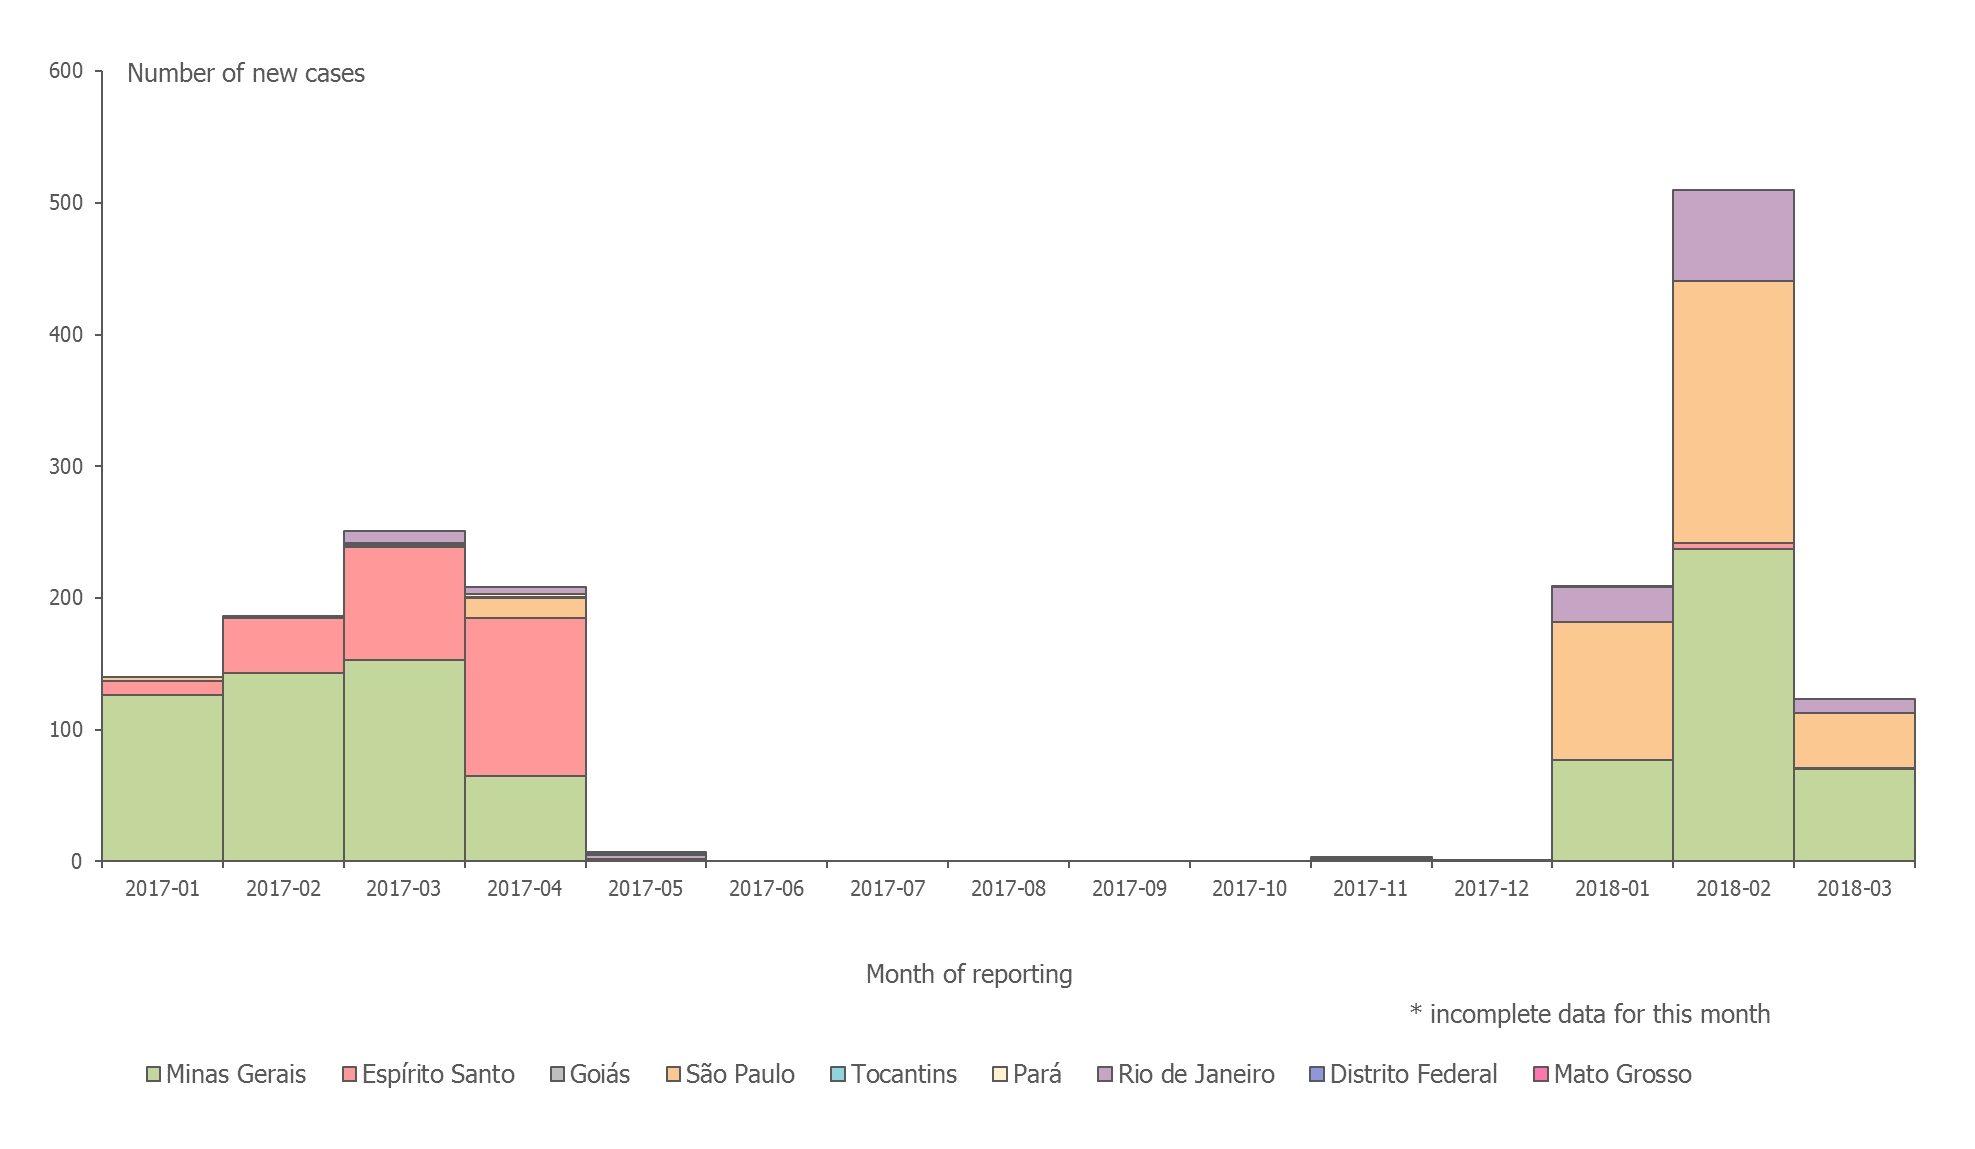 Number of new cases
600
500
400
300
200
100
0
2017-01 2017-02 2017-03 2017-04 2017-05 2017-06 2017-07 2017-08 2017-09 2017-10 2017-11 2017-12 2018-01 2018-02 2018-03
Month of reporting
* incomplete data for this month
Minas Gerais Espírito Santo Goiás São Paulo Tocantins Pará Rio de Janeiro Distrito Federal Mato Grosso